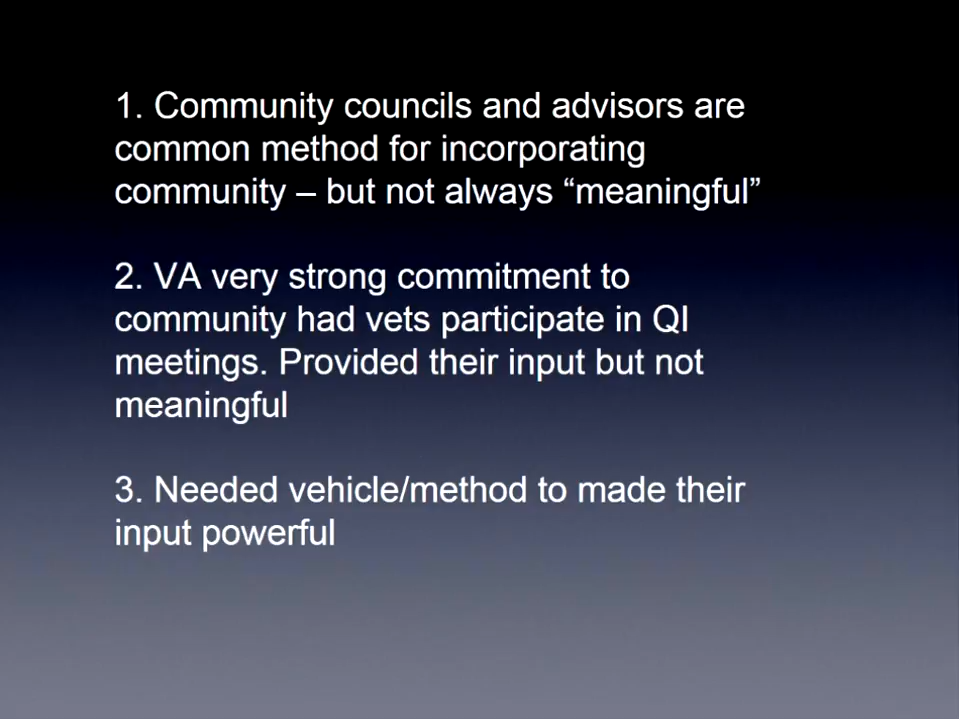 1. Community councils and advisors are
common method for incorporating
community – but not always “meaningful”
2. VA very strong commitment to
community had vets participate in QI
meetings. Provided their input but not
meaningful
3. Needed vehicle/method to made their
input powerful